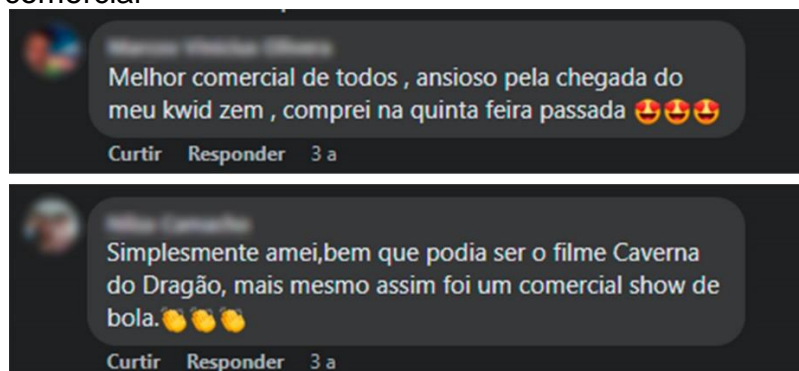 comercial
Melhor comercial de todos , ansioso pela chegada do
meu kwid zem , comprei na quinta feira passada 🤩🤩🤩
Curtir Responder 3 a
Simplesmente amei,bem que podia ser o filme Caverna
do Dragão, mais mesmo assim foi um comercial show de
bola.👏👏👏
Curtir Responder 3 a